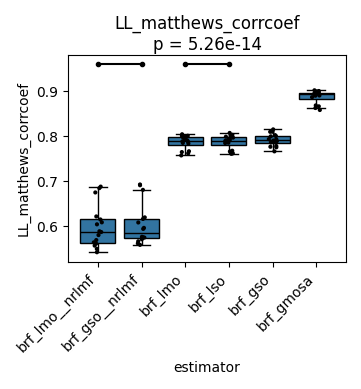 LL_matthews_corrcoef
p = 5.26e-14
LL_matthews_corrcoef
0.9
0.8
0.7
0.6
brf_lmo__nrlmf
brf_gso__nrlmf
brf_lmo
brf_lso
brf_gso
brf_gmosa
estimator